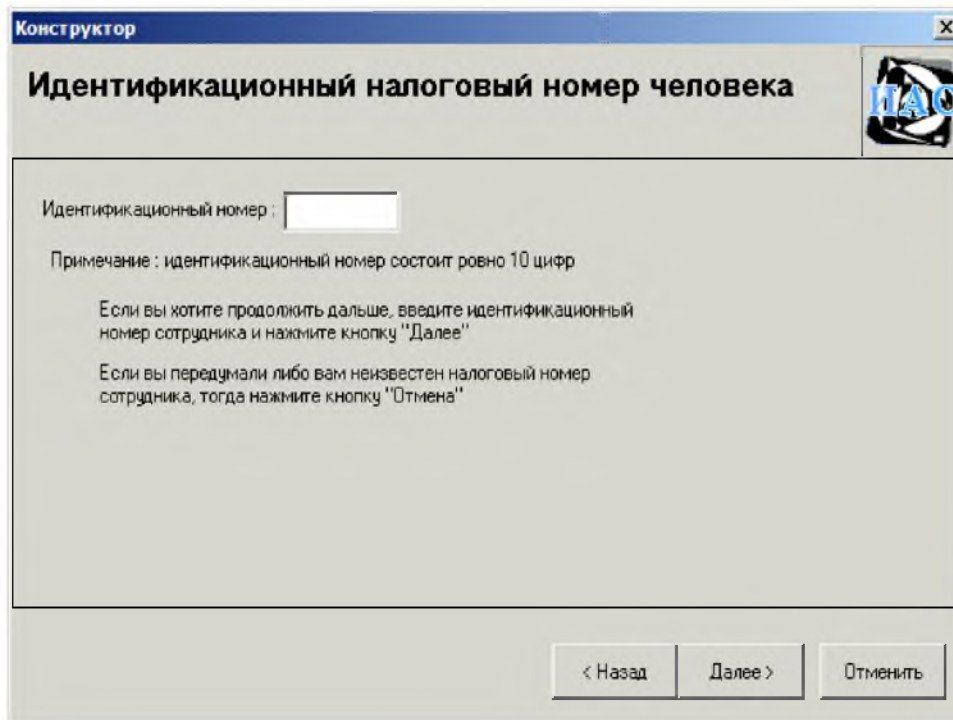 Конструктор
Идентификационный налоговый номер человека
ИАС
Идентификационный номер :
Примечание : идентификационный номер состоит ровно 10 цифр
Если вы хотите продолжить дальше, введите идентификационный
номер сотрудника и нажмите кнопку "Далее"
Если вы передумали либо вам неизвестен налоговый номер
сотрудника, тогда нажмите кнопку "Отмена"
< Назад
Далее >
Отменить